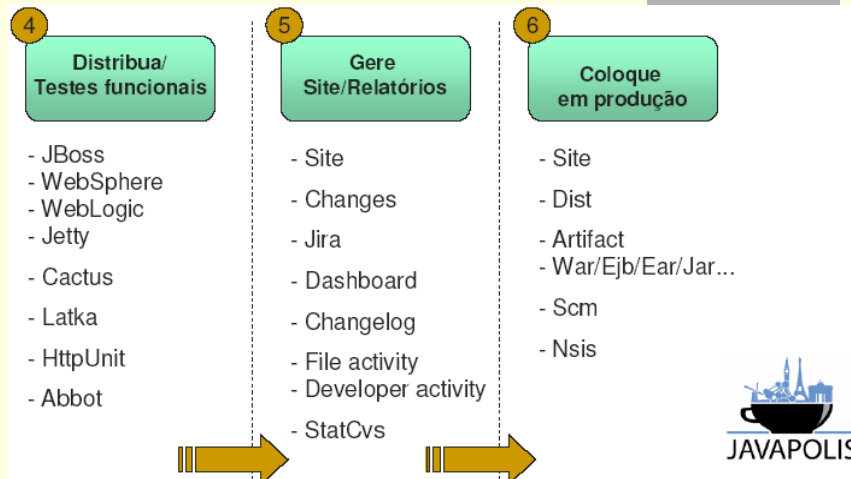 4
Distribua/
Testes funcionais
- JBoss
- WebSphere
- WebLogic
- Jetty
- Cactus
- Latka
- HttpUnit
- Abbot
5
Gere
Site/Relatórios
- Site
- Changes
- Jira
- Dashboard
- Changelog
- File activity
- Developer activity
- StatCvs
6
Coloque
em produção
- Site
- Dist
- Artifact
- War/Ejb/Ear/Jar...
- Scm
- Nsis
JAVAPOLIS